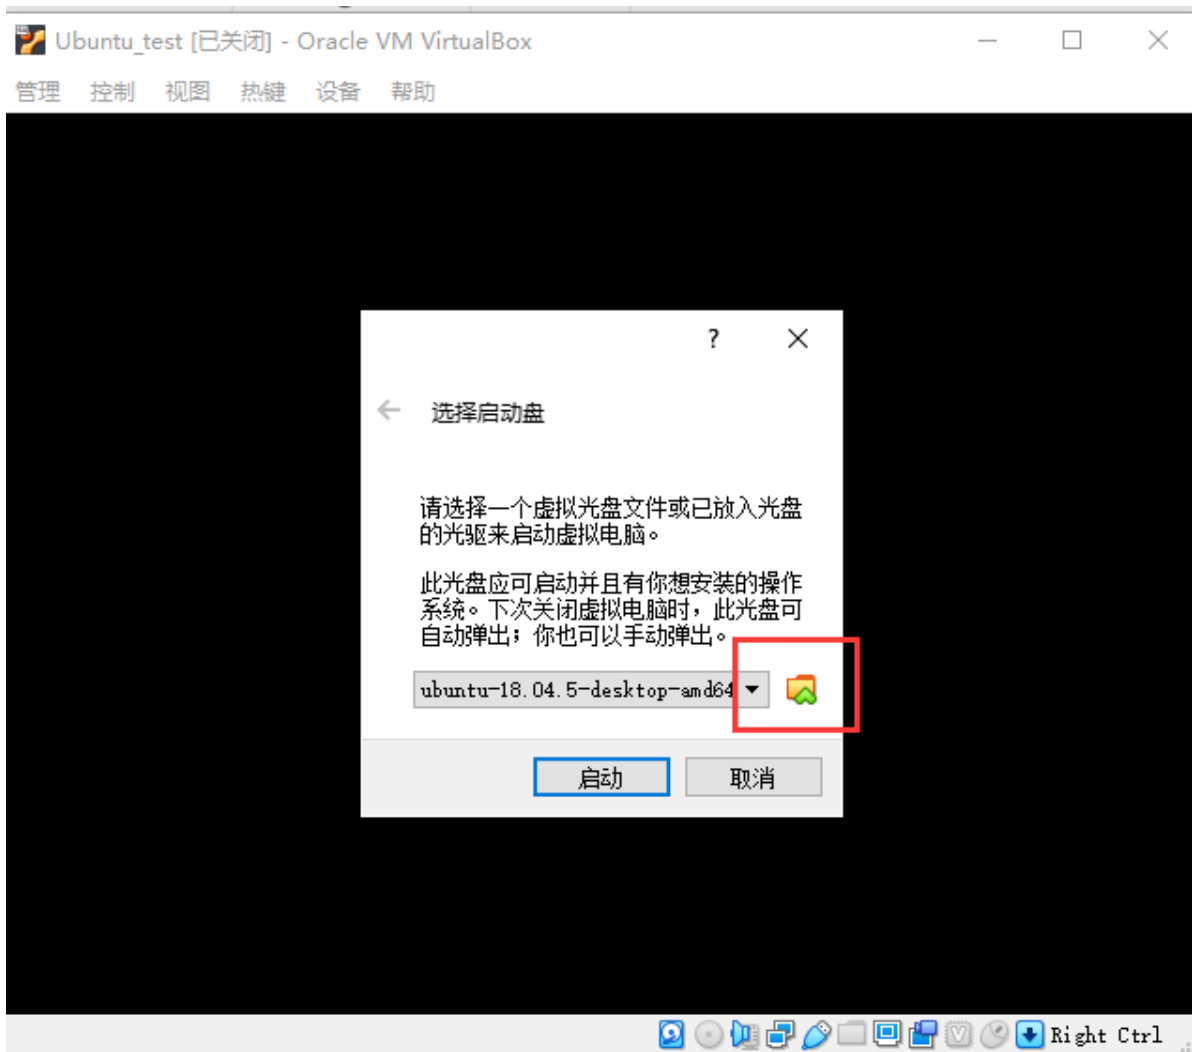 Ubuntu_test [已关闭] - Oracle VM VirtualBox
管理 控制 视图 热键 设备 帮助
?
选择启动盘
请选择一个虚拟光盘文件或已放入光盘
的光驱来启动虚拟电脑。
此光盘应可启动并且有你想安装的操作
系统。下次关闭虚拟电脑时，此光盘可
自动弹出；你也可以手动弹出。
ubuntu-18.04.5-desktop-amd64
启动 取消
Right Ctrl